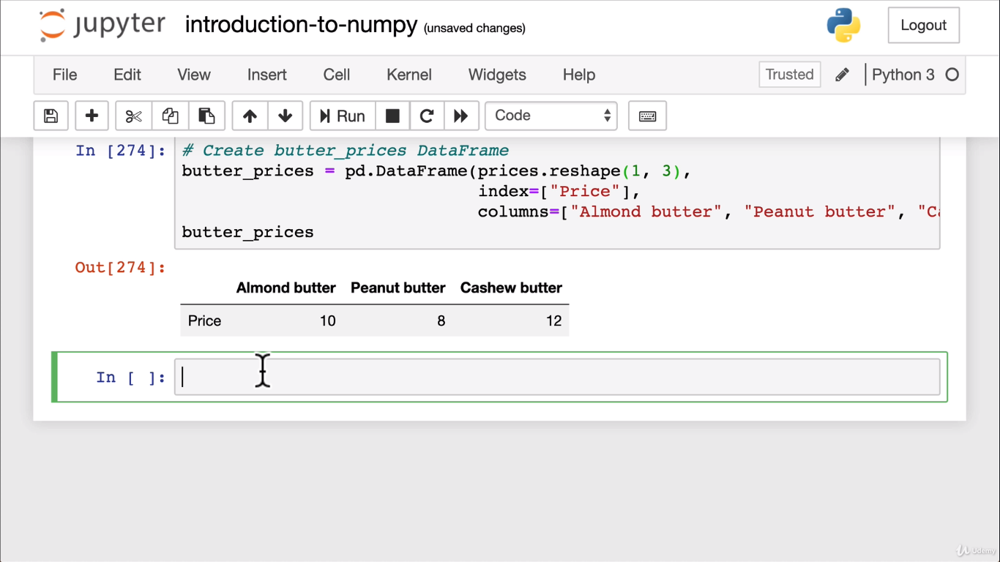 jupyter introduction-to-numpy (unsaved changes) Logout
File Edit View Insert Cell Kernel Widgets Help Trusted Python 3
Run Code
In [274]: # Create butter_prices DataFrame
butter_prices = pd.DataFrame(prices.reshape(1, 3),
index=["Price"],
columns=["Almond butter", "Peanut butter", "Ca
butter_prices
Out[274]:
Almond butter Peanut butter Cashew butter
Price 10 8 12
In [ ]:
Udemy